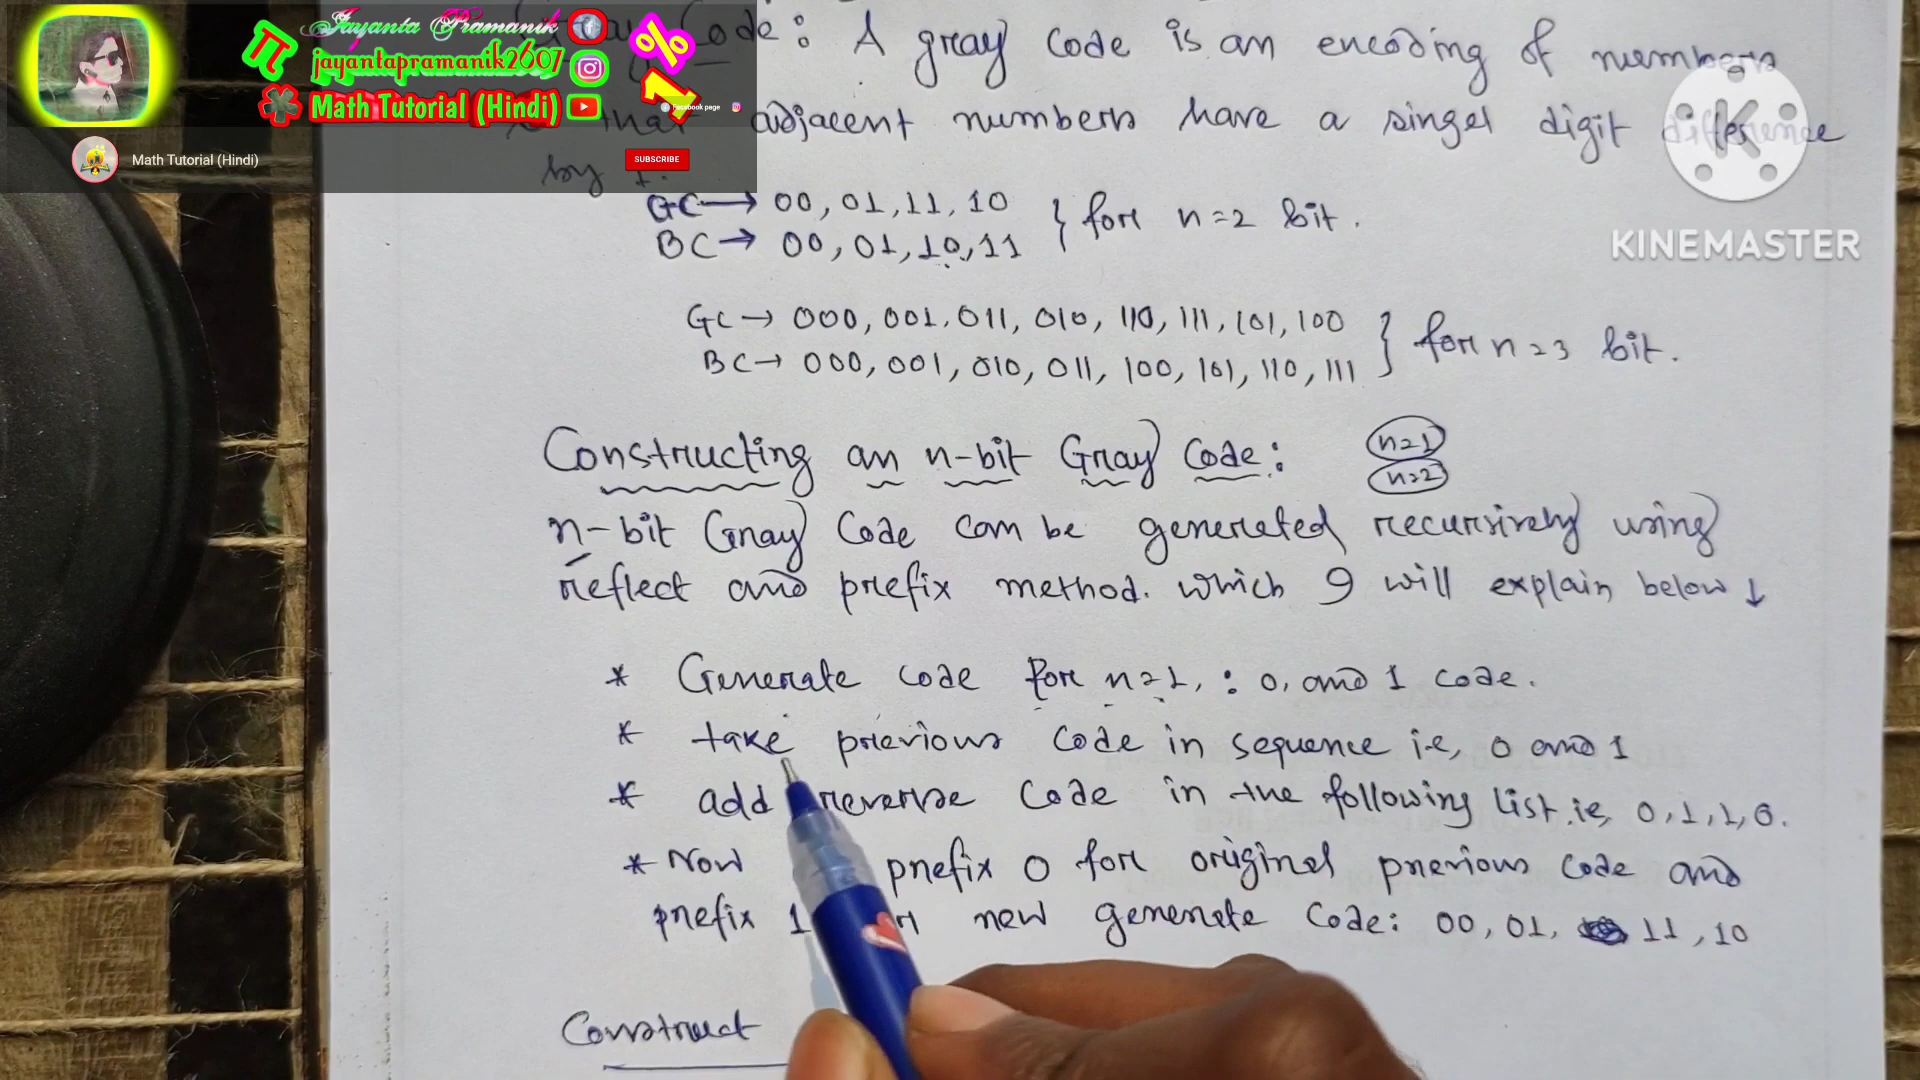 Jayanta Pramanik
jayantapramanik2607
Math Tutorial (Hindi)
Facebook page
Math Tutorial (Hindi)
SUBSCRIBE
KINEMASTER
Gray Code: A gray code is an encoding of numbers
that adjacent numbers have a singel digit difference
by 1.
GC → 00, 01, 11, 10 } for n=2 bit.
BC → 00, 01, 10, 11
GC → 000, 001, 011, 010, 110, 111, 101, 100 } for n=3 bit.
BC → 000, 001, 010, 011, 100, 101, 110, 111
Constructing an n-bit Gray Code: n=1
n=2
n-bit Gray Code can be generated recursively using
reflect and prefix method. which I will explain below ↓
* Generate code for n=1, : 0, and 1 code.
* take previous code in sequence i.e, 0 and 1
* add reverse code in the following list. ie, 0, 1, 1, 0.
* Now prefix 0 for original previous code and
prefix 1 new generate code: 00, 01, 11, 10
Construct